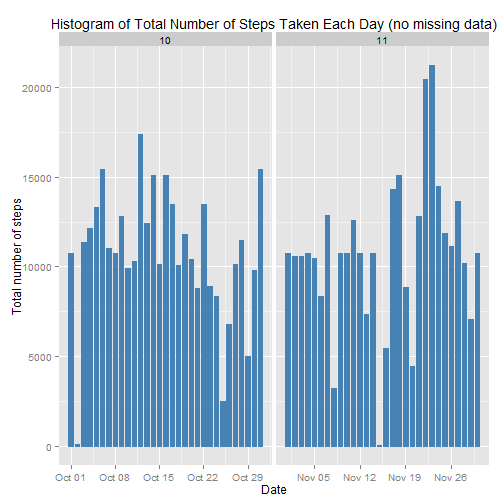 Histogram of Total Number of Steps Taken Each Day (no missing data)
10 11
20000
15000
10000
5000
0
Total number of steps
Oct 01 Oct 08 Oct 15 Oct 22 Oct 29 Nov 05 Nov 12 Nov 19 Nov 26
Date